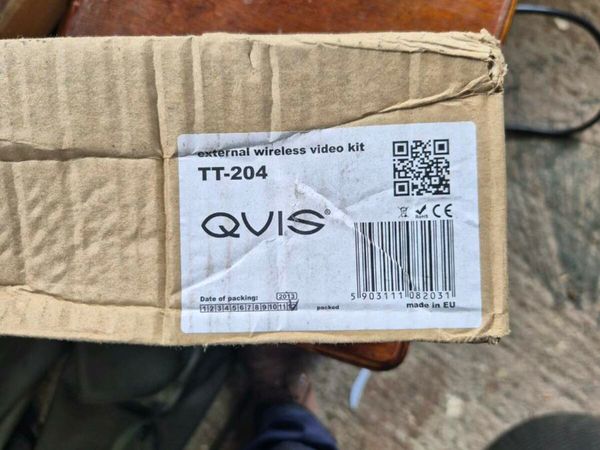 external wireless video kit
TT-204
QVIS®
RoHS CE
5 903111 082031
Date of packing: 2013
1 2 3 4 5 6 7 8 9 10 11 packed
made in EU